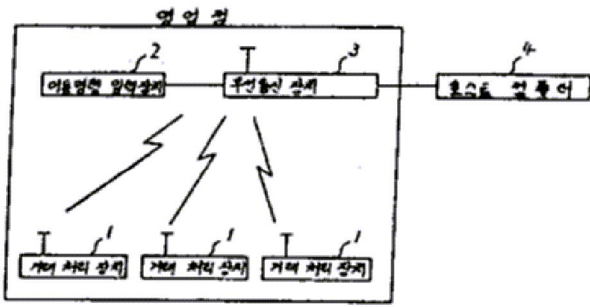 영업점
2
3
4
이동명령 입력장치
무선통신 장치
호스트 컴퓨터
1
1
1
거래 처리 장치
거래 처리 장치
거래 처리 장치